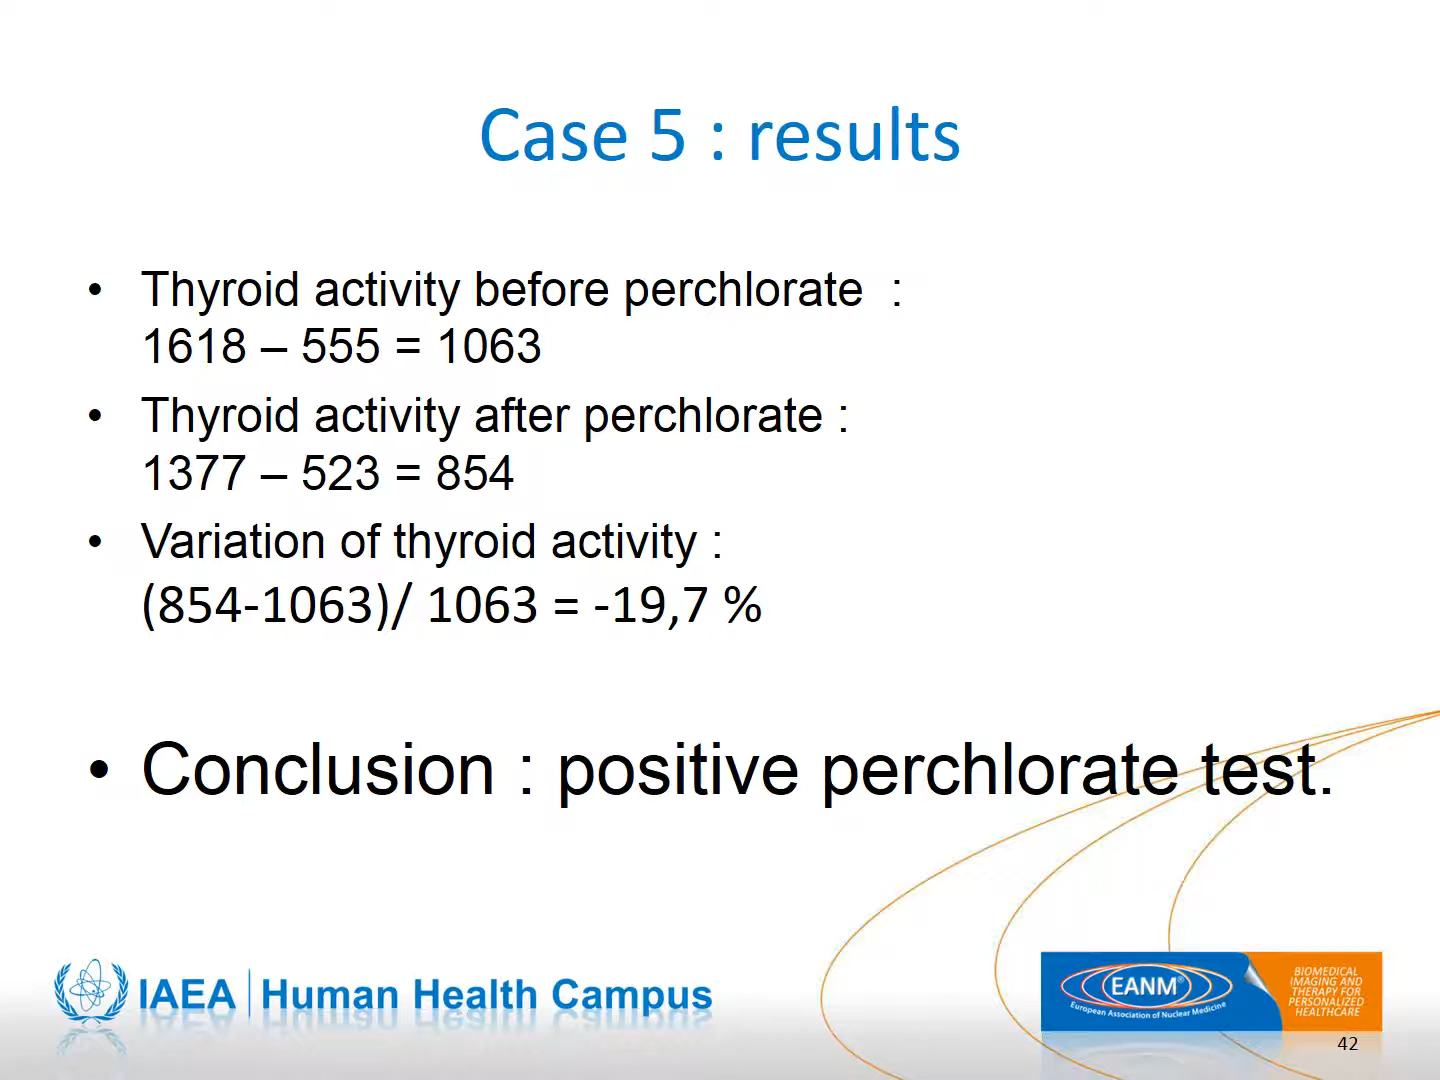 Case 5 : results
• Thyroid activity before perchlorate  :
1618 – 555 = 1063
• Thyroid activity after perchlorate :
1377 – 523 = 854
• Variation of thyroid activity :
(854-1063)/ 1063 = -19,7 %
• Conclusion : positive perchlorate test.
IAEA | Human Health Campus
EANM®
European Association of Nuclear Medicine
BIOMEDICAL
IMAGING AND
THERAPY FOR
PERSONALIZED
HEALTHCARE
42